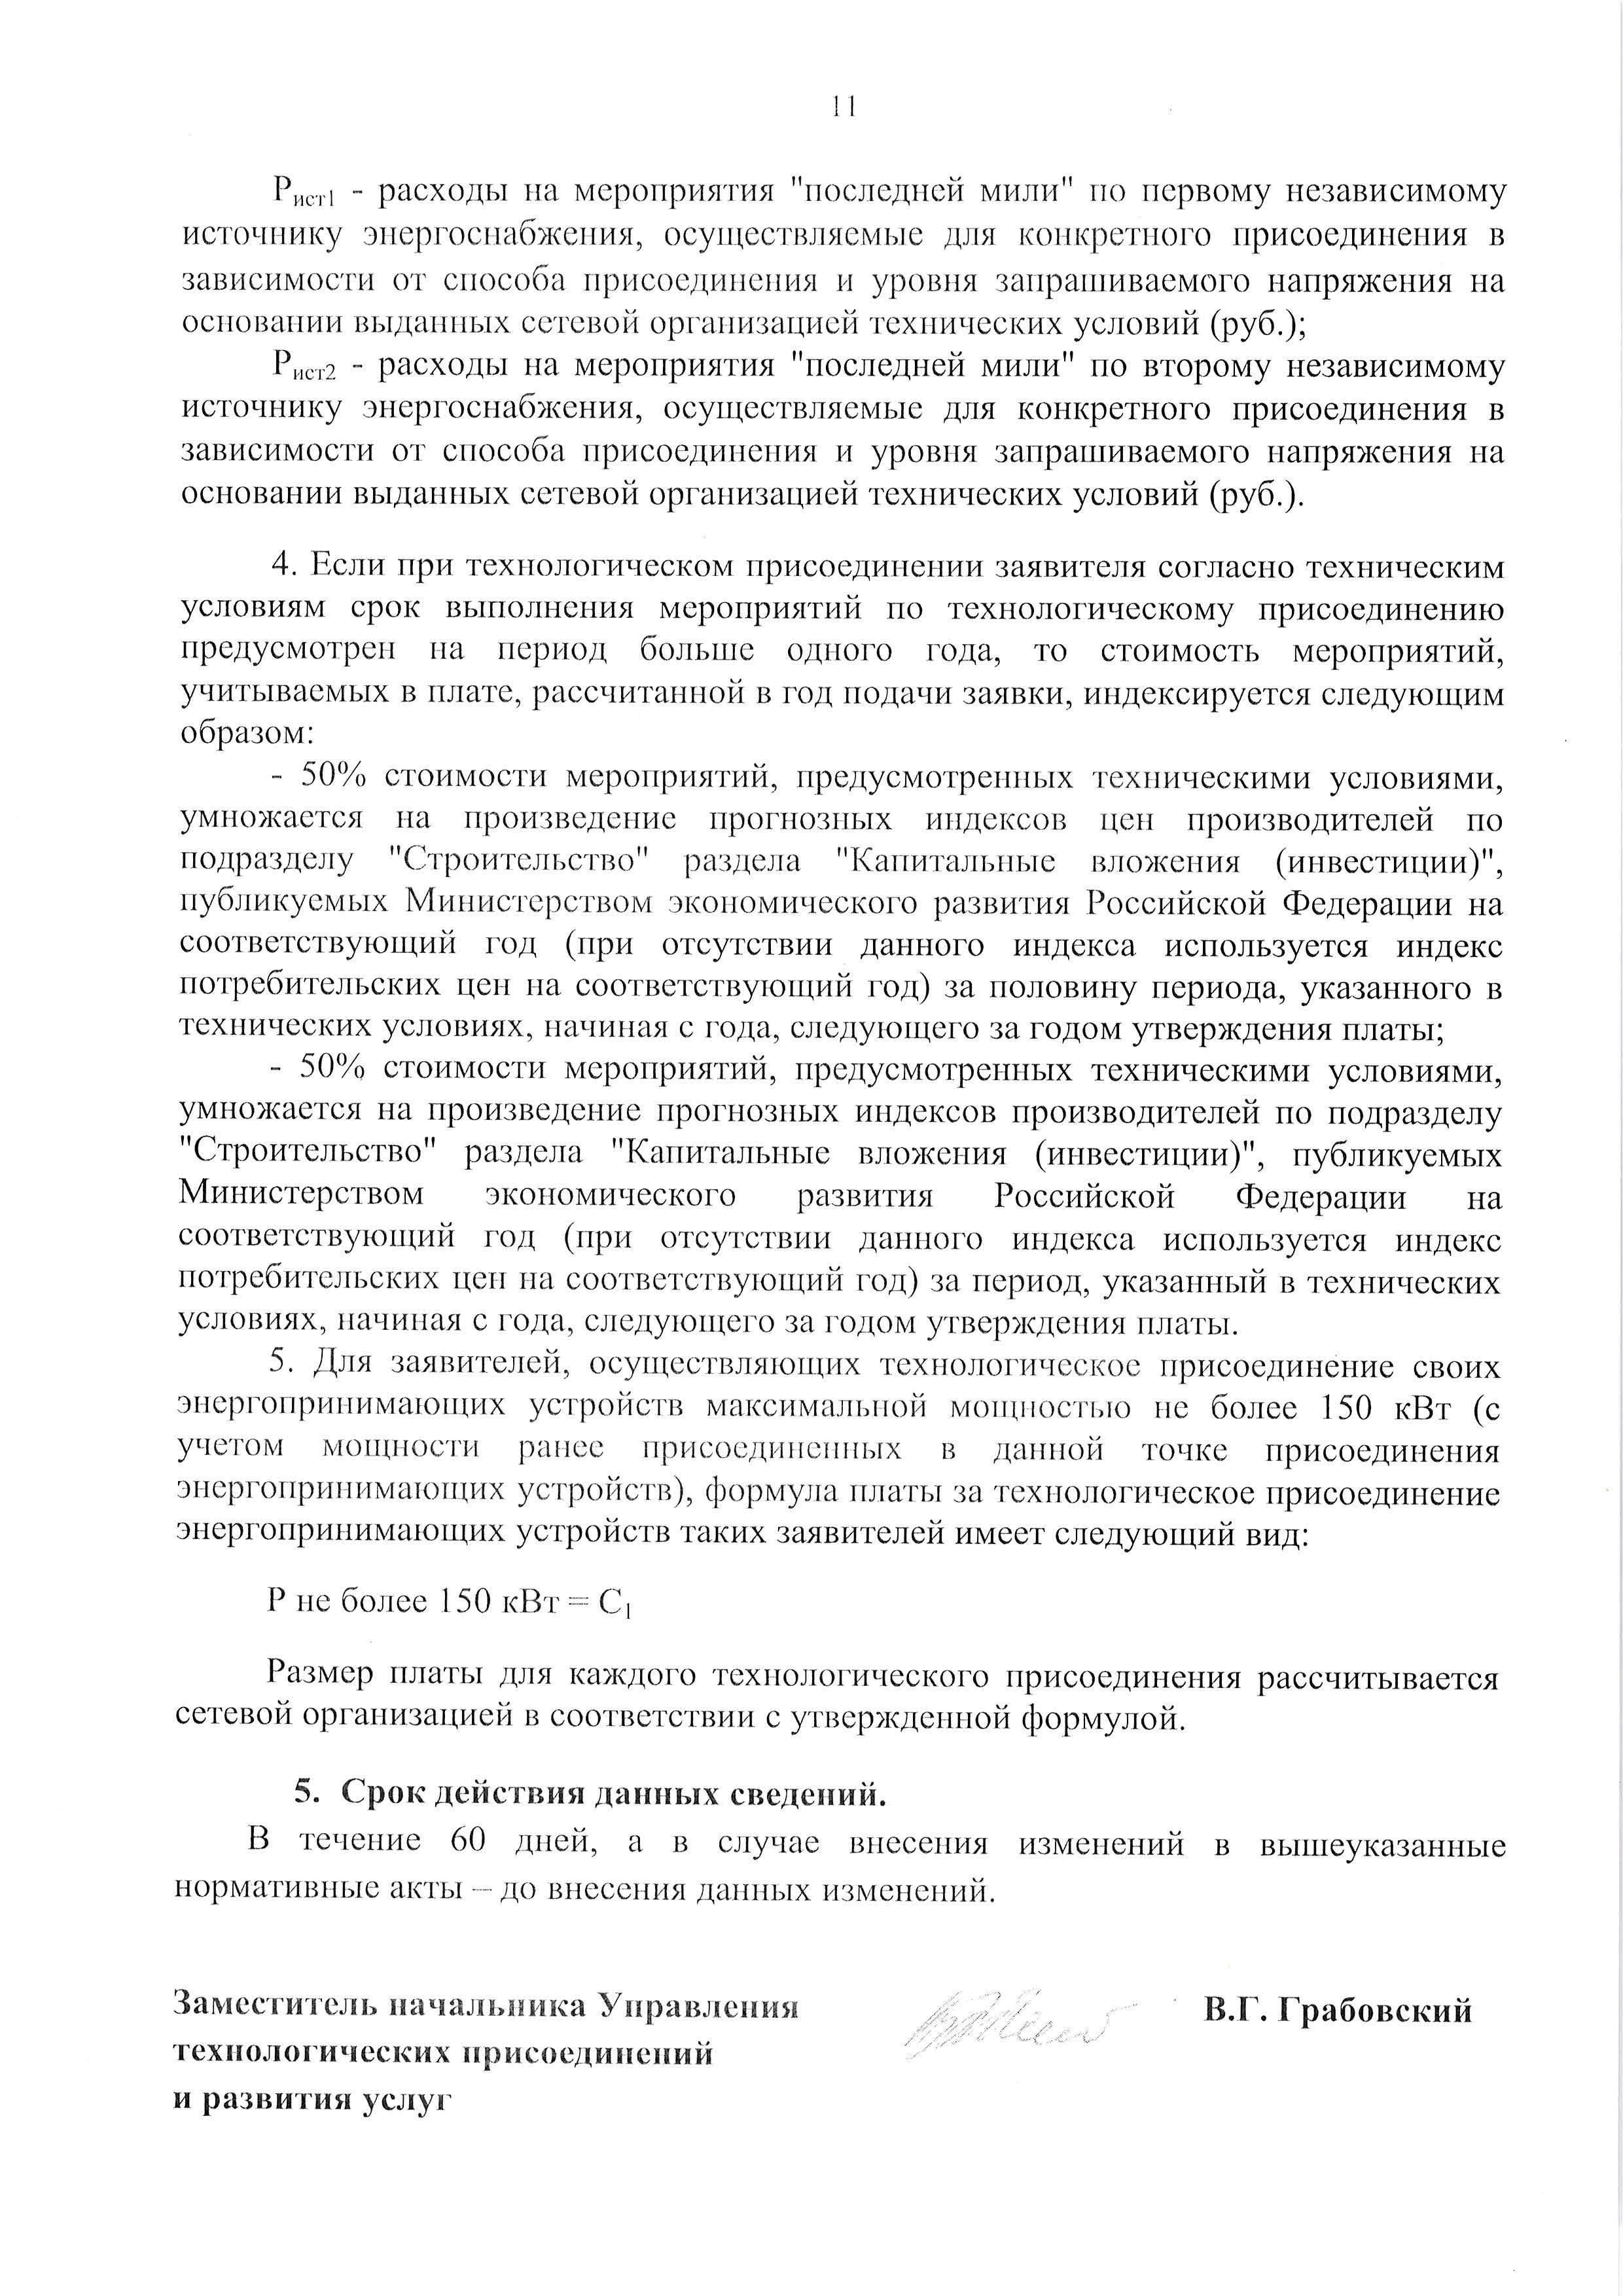 11
Рист1 - расходы на мероприятия "последней мили" по первому независимому
источнику энергоснабжения, осуществляемые для конкретного присоединения в
зависимости от способа присоединения и уровня запрашиваемого напряжения на
основании выданных сетевой организацией технических условий (руб.);
Рист2 - расходы на мероприятия "последней мили" по второму независимому
источнику энергоснабжения, осуществляемые для конкретного присоединения в
зависимости от способа присоединения и уровня запрашиваемого напряжения на
основании выданных сетевой организацией технических условий (руб.).
4. Если при технологическом присоединении заявителя согласно техническим
условиям срок выполнения мероприятий по технологическому присоединению
предусмотрен на период больше одного года, то стоимость мероприятий,
учитываемых в плате, рассчитанной в год подачи заявки, индексируется следующим
образом:
- 50% стоимости мероприятий, предусмотренных техническими условиями,
умножается на произведение прогнозных индексов цен производителей по
подразделу "Строительство" раздела "Капитальные вложения (инвестиции)",
публикуемых Министерством экономического развития Российской Федерации на
соответствующий год (при отсутствии данного индекса используется индекс
потребительских цен на соответствующий год) за половину периода, указанного в
технических условиях, начиная с года, следующего за годом утверждения платы;
- 50% стоимости мероприятий, предусмотренных техническими условиями,
умножается на произведение прогнозных индексов производителей по подразделу
"Строительство" раздела "Капитальные вложения (инвестиции)", публикуемых
Министерством экономического развития Российской Федерации на
соответствующий год (при отсутствии данного индекса используется индекс
потребительских цен на соответствующий год) за период, указанный в технических
условиях, начиная с года, следующего за годом утверждения платы.
5. Для заявителей, осуществляющих технологическое присоединение своих
энергопринимающих устройств максимальной мощностью не более 150 кВт (с
учетом мощности ранее присоединенных в данной точке присоединения
энергопринимающих устройств), формула платы за технологическое присоединение
энергопринимающих устройств таких заявителей имеет следующий вид:
Р не более 150 кВт = С1
Размер платы для каждого технологического присоединения рассчитывается
сетевой организацией в соответствии с утвержденной формулой.
5. Срок действия данных сведений.
В течение 60 дней, а в случае внесения изменений в вышеуказанные
нормативные акты – до внесения данных изменений.
Заместитель начальника Управления В.Г. Грабовский
технологических присоединений
и развития услуг